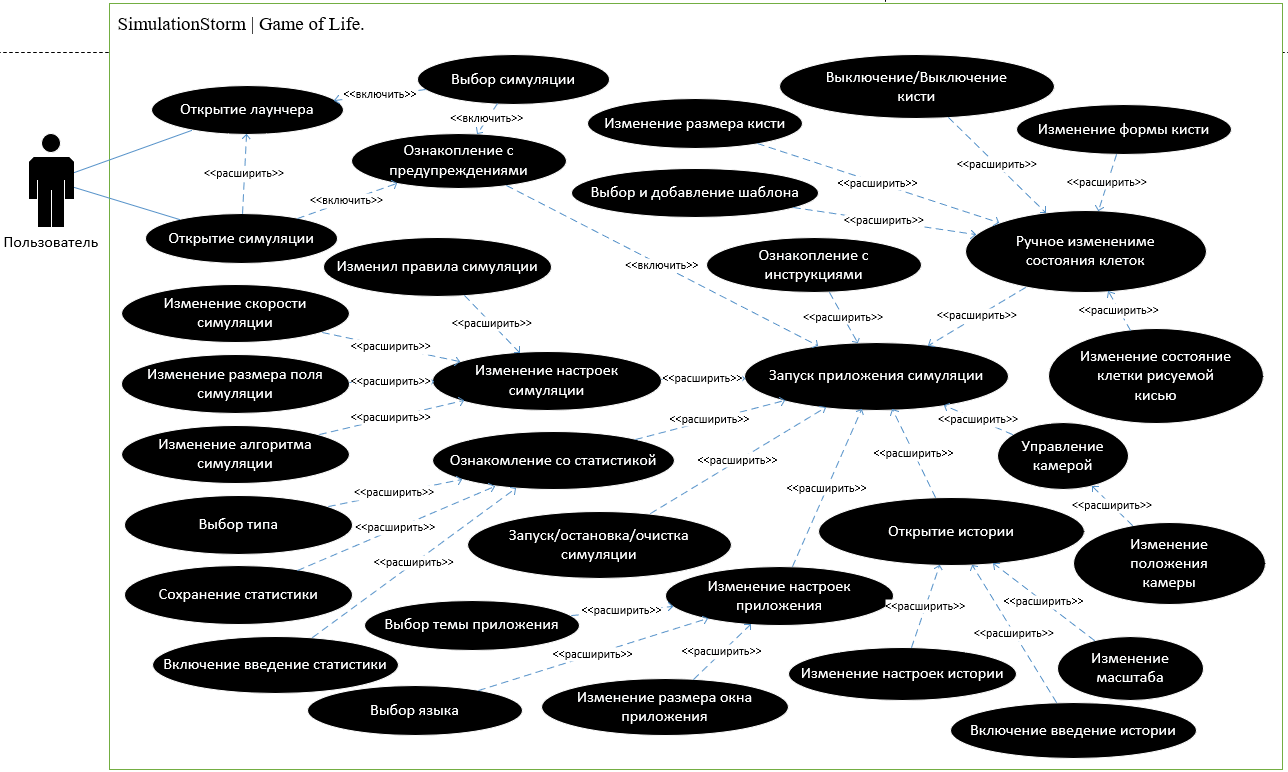 SimulationStorm | Game of Life.
Пользователь
Открытие лаунчера
Выбор симуляции
<<включить>>
<<включить>>
Ознакопление с
предупреждениями
<<расширить>>
<<включить>>
Открытие симуляции
Выключение/Выключение
кисти
Изменение размера кисти
Изменение формы кисти
<<расширить>>
<<расширить>>
<<расширить>>
Выбор и добавление шаблона
<<расширить>>
Ручное изменениме
состояния клеток
Изменил правила симуляции
<<включить>>
Ознакопление с
инструкциями
Изменение скорости
симуляции
<<расширить>>
<<расширить>>
<<расширить>>
<<расширить>>
<<расширить>>
Изменение размера поля
симуляции
<<расширить>>
Изменение настроек
симуляции
<<расширить>>
Запуск приложения симуляции
Изменение состояние
клетки рисуемой
кисью
<<расширить>>
<<расширить>>
<<расширить>>
Изменение алгоритма
симуляции
Ознакомление со статистикой
<<расширить>>
<<расширить>>
Управление
камерой
<<расширить>>
<<расширить>>
<<расширить>>
Выбор типа
<<расширить>>
Запуск/остановка/очистка
симуляции
Открытие истории
Изменение
положения
камеры
<<расширить>>
Сохранение статистики
Изменение настроек
приложения
<<расширить>>
<<расширить>>
<<расширить>>
Выбор темы приложения
<<расширить>>
<<расширить>>
<<расширить>>
Включение введение статистики
Изменение настроек истории
Изменение
масштаба
Выбор языка
Изменение размера окна
приложения
Включение введение истории